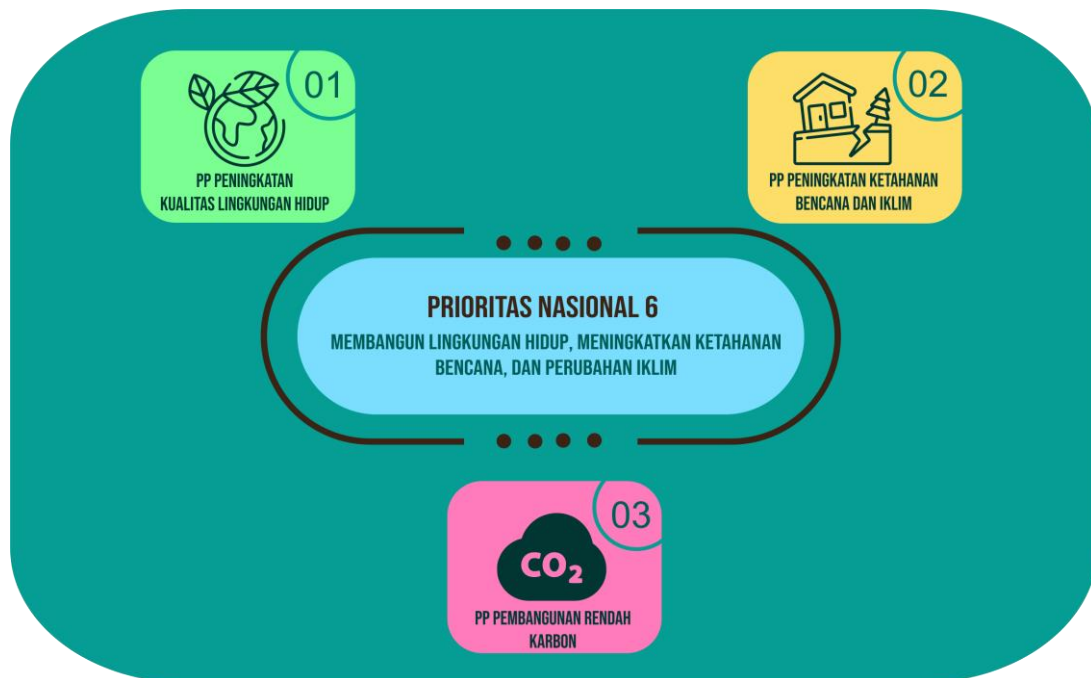 01
PP PENINGKATAN
KUALITAS LINGKUNGAN HIDUP
02
PP PENINGKATAN KETAHANAN
BENCANA DAN IKLIM
PRIORITAS NASIONAL 6
MEMBANGUN LINGKUNGAN HIDUP, MENINGKATKAN KETAHANAN
BENCANA, DAN PERUBAHAN IKLIM
03
CO₂
PP PEMBANGUNAN RENDAH
KARBON